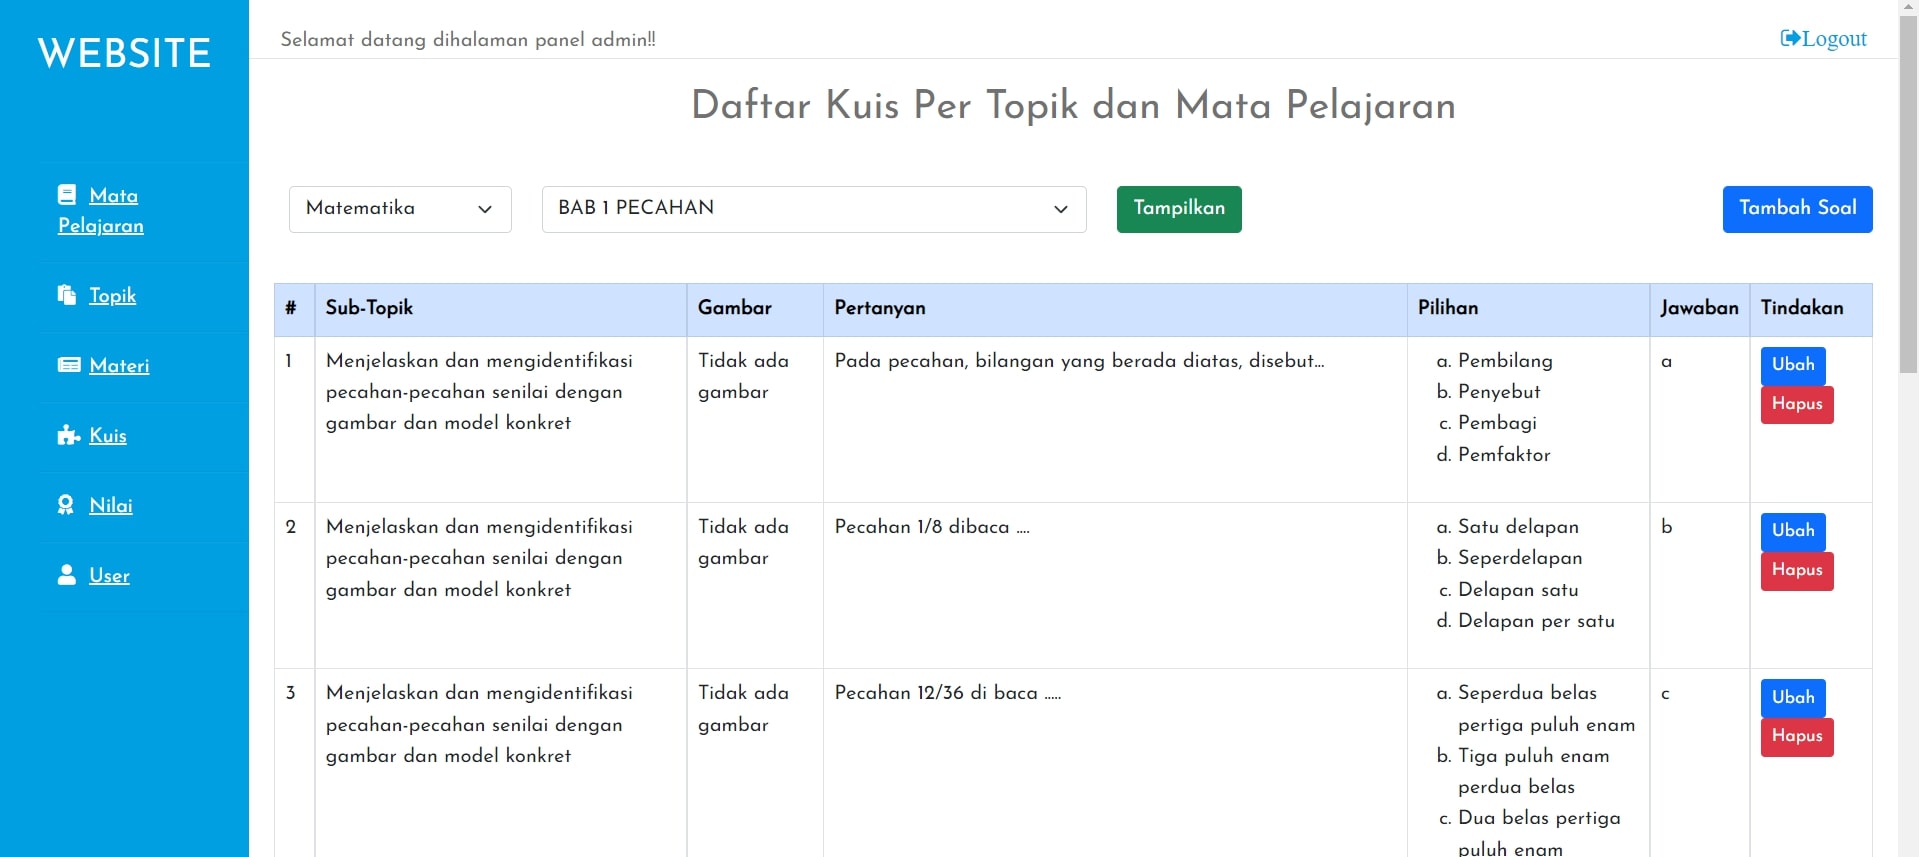 WEBSITE
Selamat datang dihalaman panel admin!!
Logout
Mata
Pelajaran
Topik
Materi
Kuis
Nilai
User
Daftar Kuis Per Topik dan Mata Pelajaran
Matematika
BAB 1 PECAHAN
Tampilkan
Tambah Soal
# Sub-Topik Gambar Pertanyan Pilihan Jawaban Tindakan
1 Menjelaskan dan mengidentifikasi
pecahan-pecahan senilai dengan
gambar dan model konkret
Tidak ada
gambar
Pada pecahan, bilangan yang berada diatas, disebut...
a. Pembilang
b. Penyebut
c. Pembagi
d. Pemfaktor
a
Ubah
Hapus
2 Menjelaskan dan mengidentifikasi
pecahan-pecahan senilai dengan
gambar dan model konkret
Tidak ada
gambar
Pecahan 1/8 dibaca ....
a. Satu delapan
b. Seperdelapan
c. Delapan satu
d. Delapan per satu
b
Ubah
Hapus
3 Menjelaskan dan mengidentifikasi
pecahan-pecahan senilai dengan
gambar dan model konkret
Tidak ada
gambar
Pecahan 12/36 di baca .....
a. Seperdua belas
pertiga puluh enam
b. Tiga puluh enam
perdua belas
c. Dua belas pertiga
puluh enam
c
Ubah
Hapus